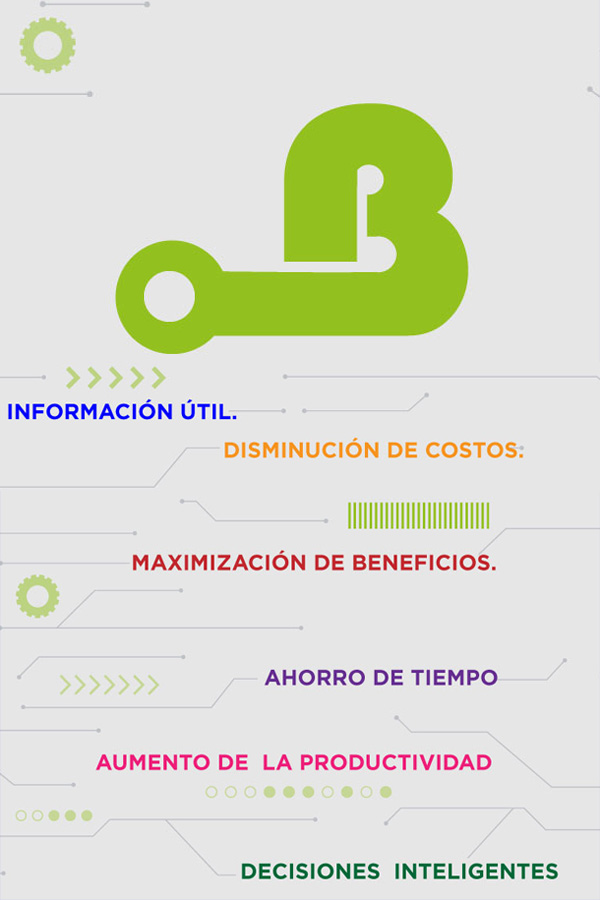 B
INFORMACIÓN ÚTIL.
DISMINUCIÓN DE COSTOS.
MAXIMIZACIÓN DE BENEFICIOS.
AHORRO DE TIEMPO
AUMENTO DE LA PRODUCTIVIDAD
DECISIONES INTELIGENTES